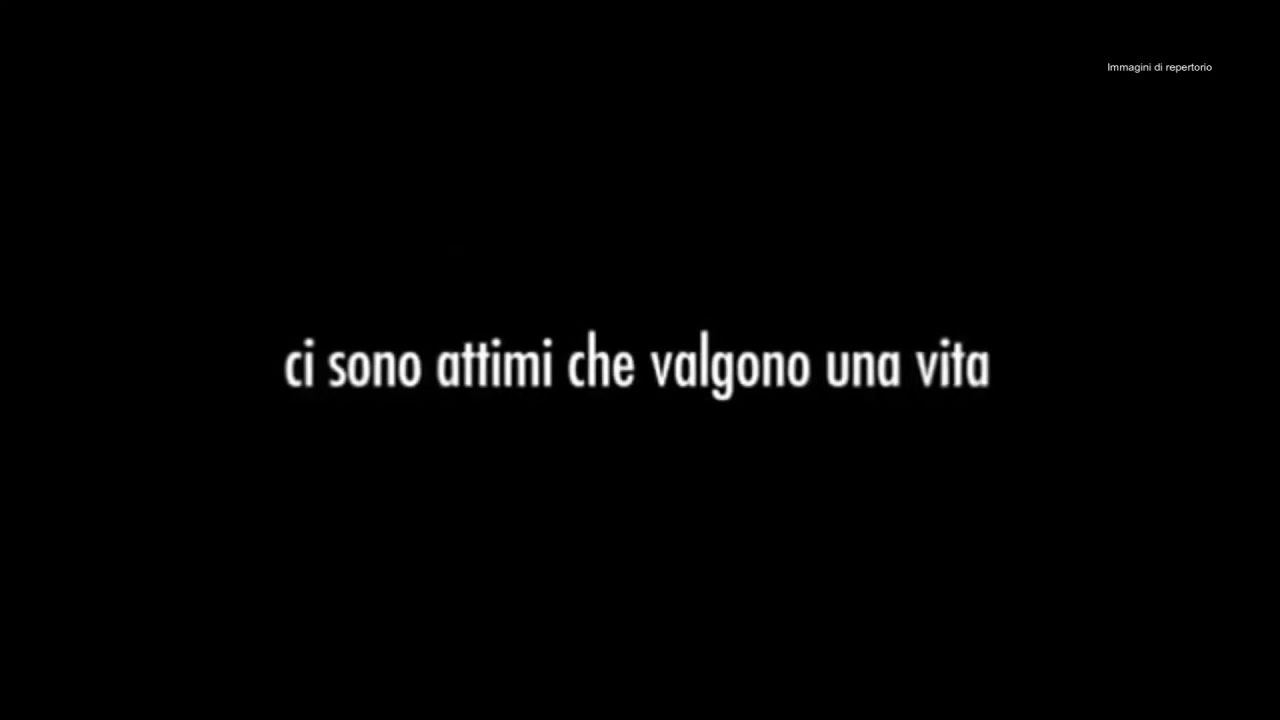 Immagini di repertorio
ci sono attimi che valgono una vita